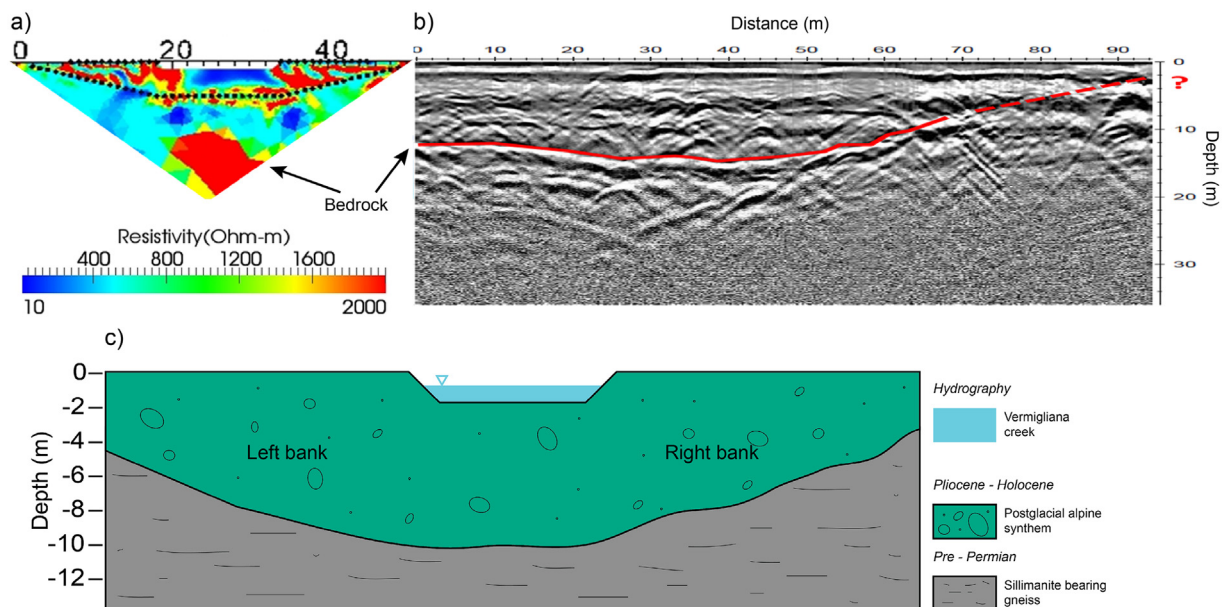 a)
0 20 40
Bedrock
Resistivity(Ohm-m)
400 800 1200 1600
10 2000
b)
Distance (m)
0 10 20 30 40 50 60 70 80 90
0
?
10
20
30
Depth (m)
c)
0
-2
-4
-6
-8
-10
-12
Depth (m)
Left bank
Right bank
Hydrography
Vermigliana
creek
Pliocene - Holocene
Postglacial alpine
synthem
Pre - Permian
Sillimanite bearing
gneiss